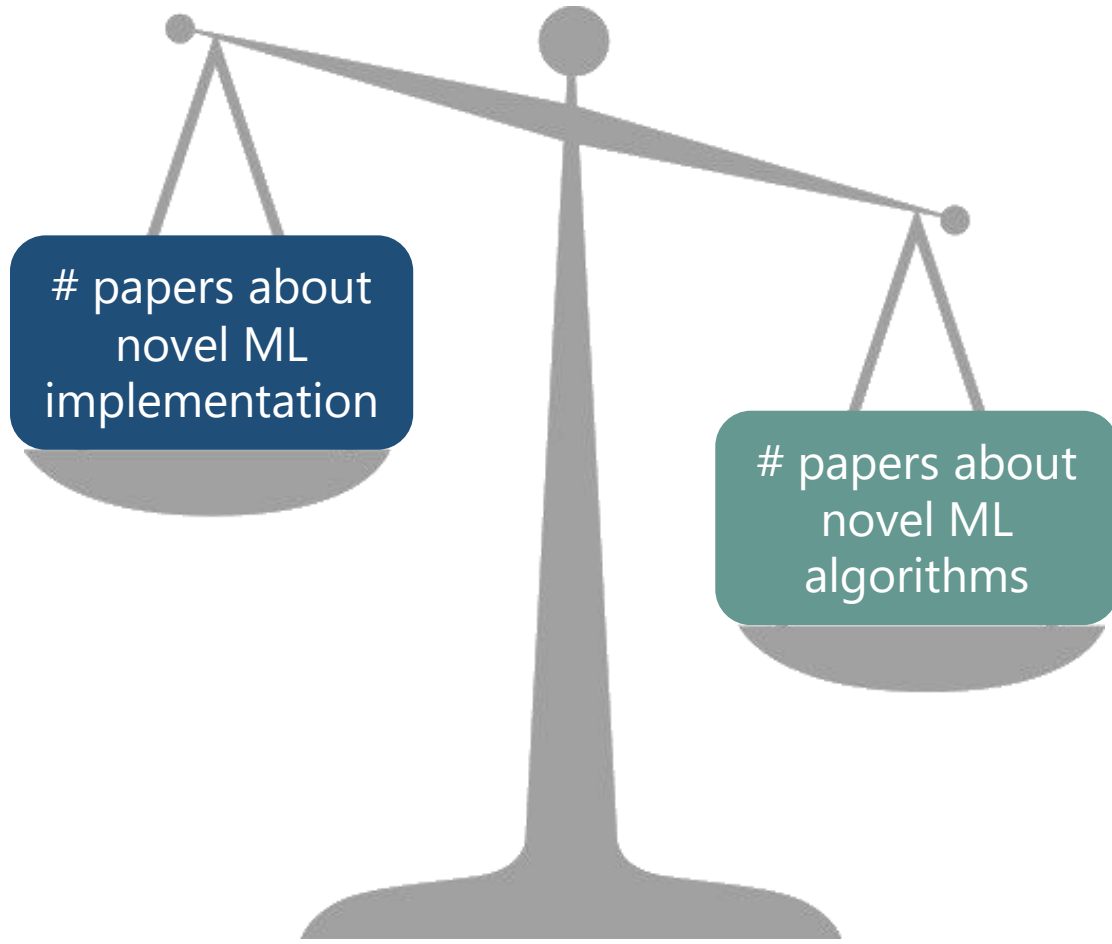 # papers about
novel ML
implementation
# papers about
novel ML
algorithms